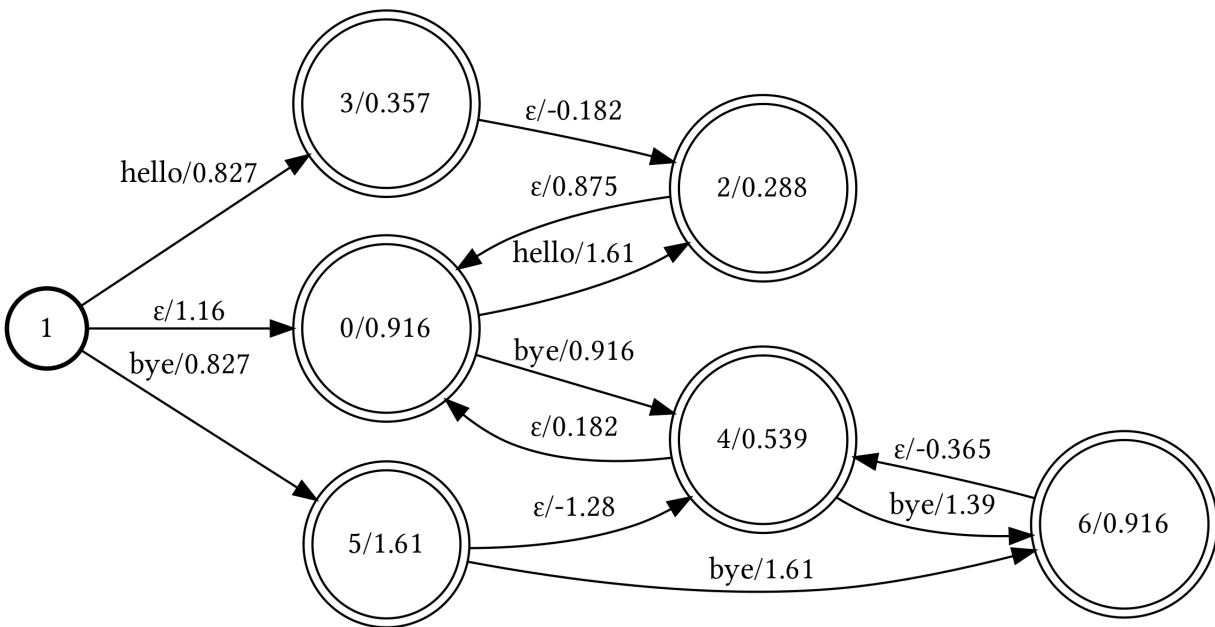 3/0.357
ε/-0.182
hello/0.827
ε/0.875
2/0.288
hello/1.61
1
ε/1.16
0/0.916
bye/0.827
bye/0.916
ε/0.182
4/0.539
ε/-0.365
ε/-1.28
bye/1.39
5/1.61
6/0.916
bye/1.61